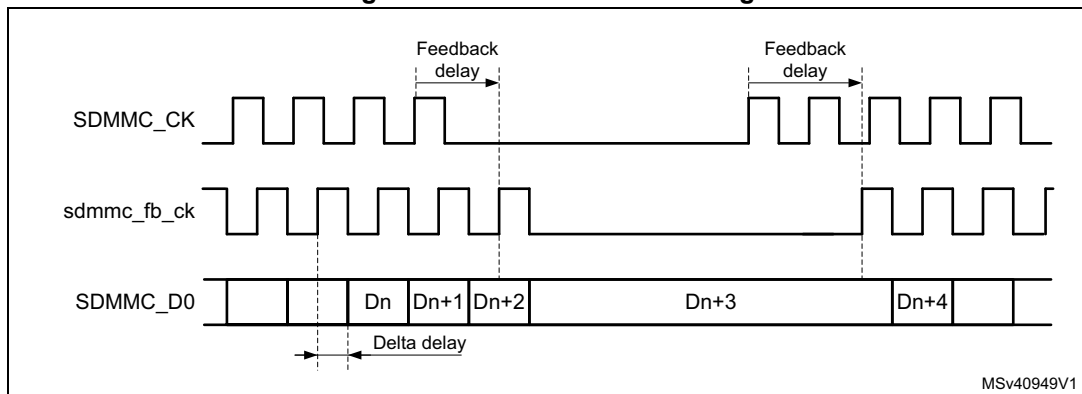 Feedback
delay
Feedback
delay
SDMMC_CK
sdmmc_fb_ck
SDMMC_D0
Dn
Dn+1
Dn+2
Dn+3
Dn+4
Delta delay
MSv40949V1